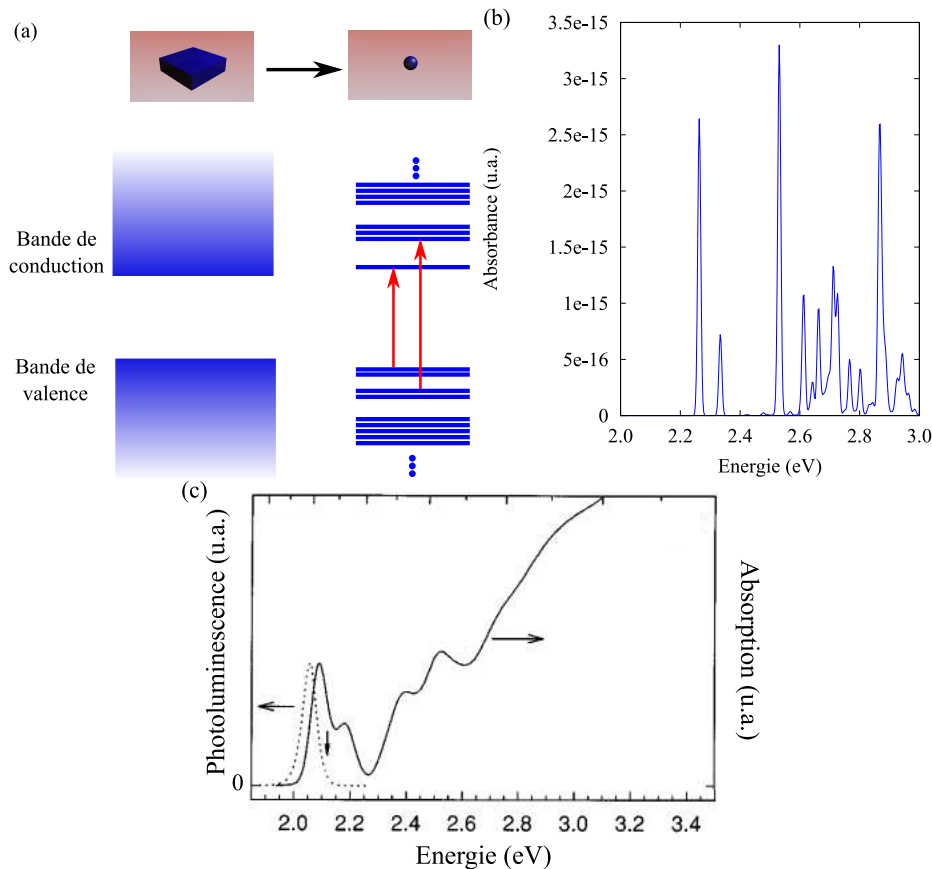 (a)
Bande de
conduction
Bande de
valence
(b)
Absorbance (u.a.)
3.5e-15
3e-15
2.5e-15
2e-15
1.5e-15
1e-15
5e-16
0
2.0 2.2 2.4 2.6 2.8 3.0
Energie (eV)
(c)
Photoluminescence (u.a.)
0
Absorption (u.a.)
2.0 2.2 2.4 2.6 2.8 3.0 3.2 3.4
Energie (eV)